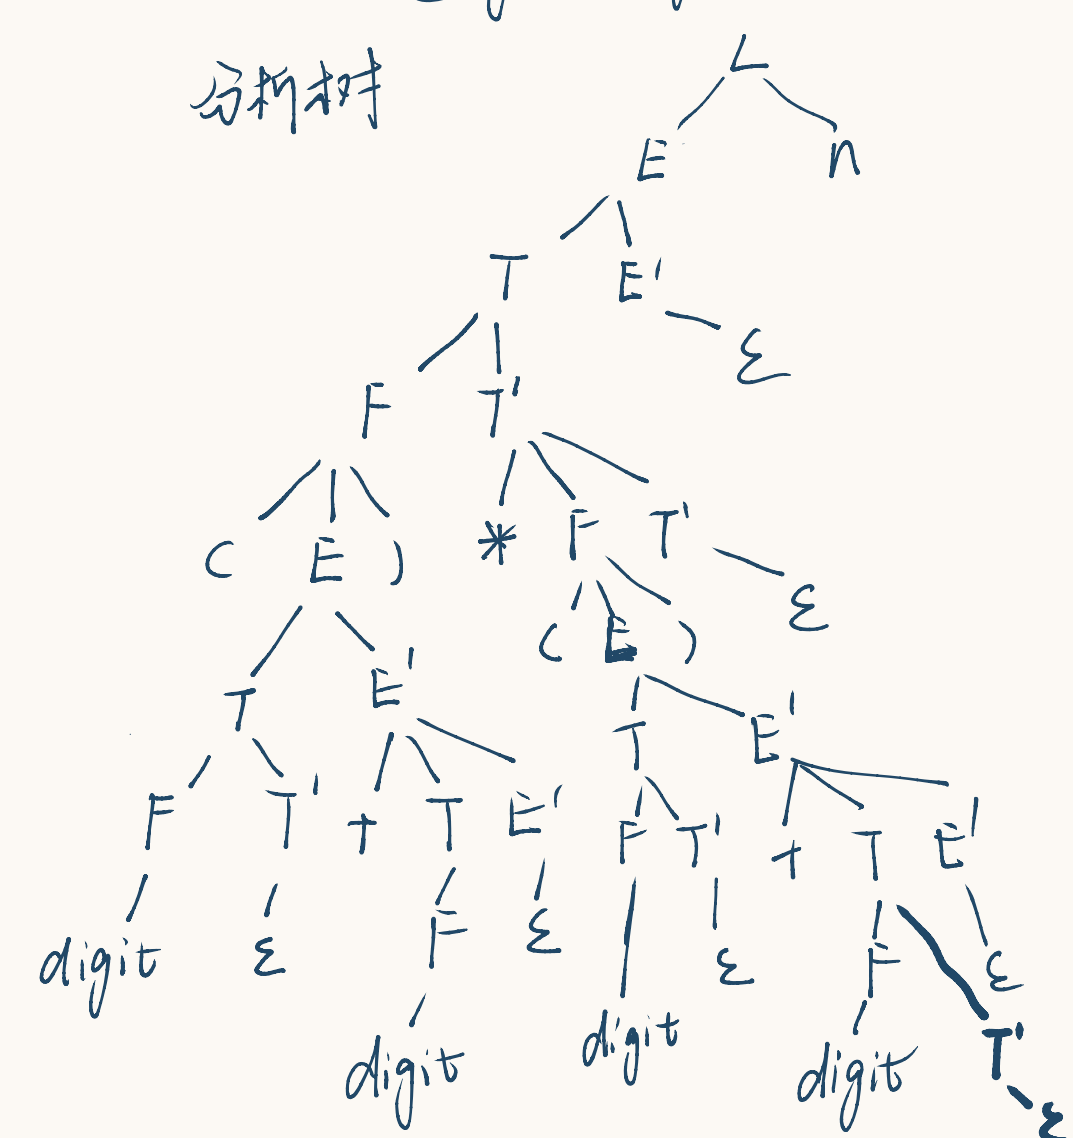 分析树
L
E n
T E'
ε
F T'
( E ) * F T'
ε
( E )
T E' T E'
F T' + T E' F T' + T E'
digit ε F ε ε F ε
digit digit digit T'
ε